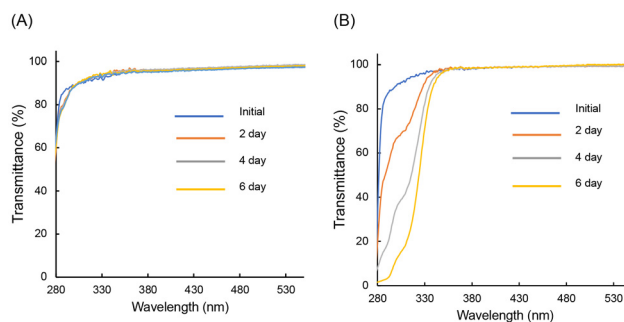 (A)
100
80
60
40
20
0
Transmittance (%)
Initial
2 day
4 day
6 day
280 330 380 430 480 530
Wavelength (nm)
(B)
100
80
60
40
20
0
Transmittance (%)
Initial
2 day
4 day
6 day
280 330 380 430 480 530
Wavelength (nm)